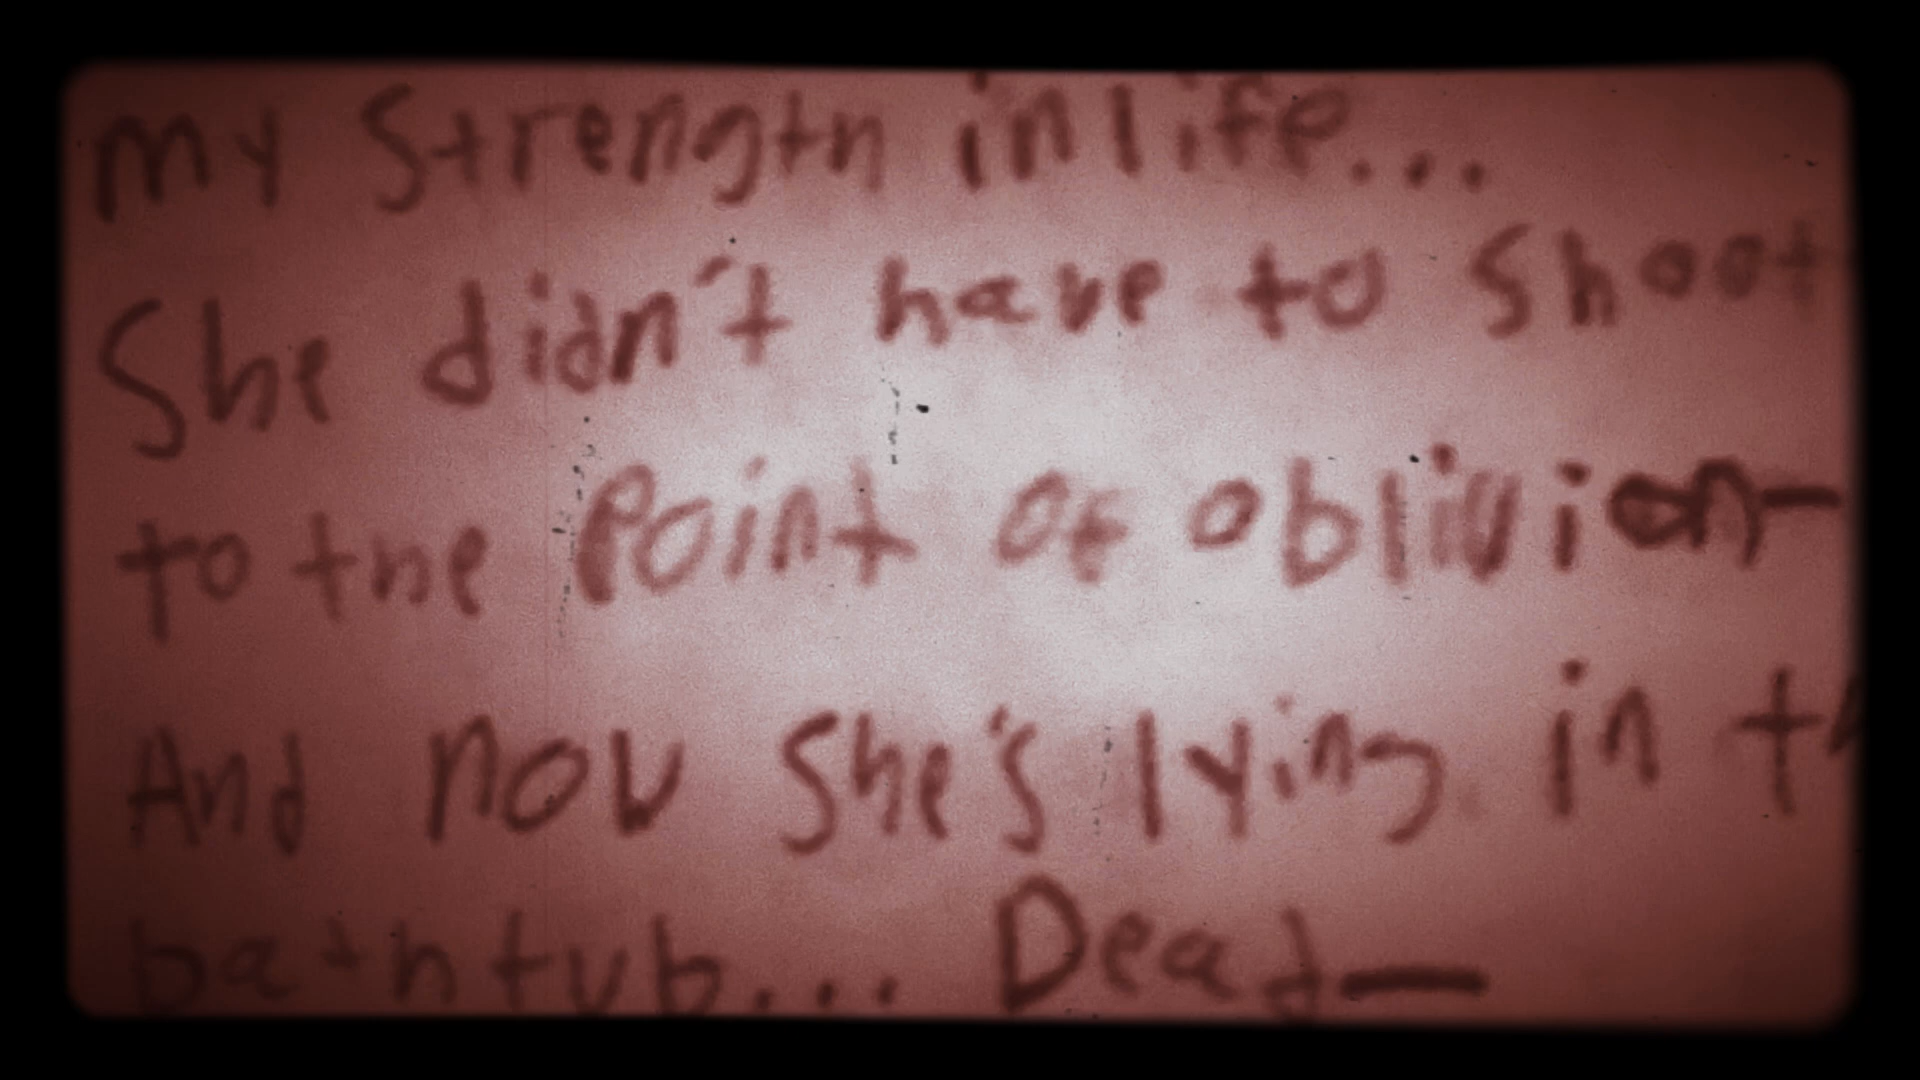 my Strength in life...
She didn't have to shoot
to the Point of oblivion—
And now She's lying in th
bathtub... Dead—